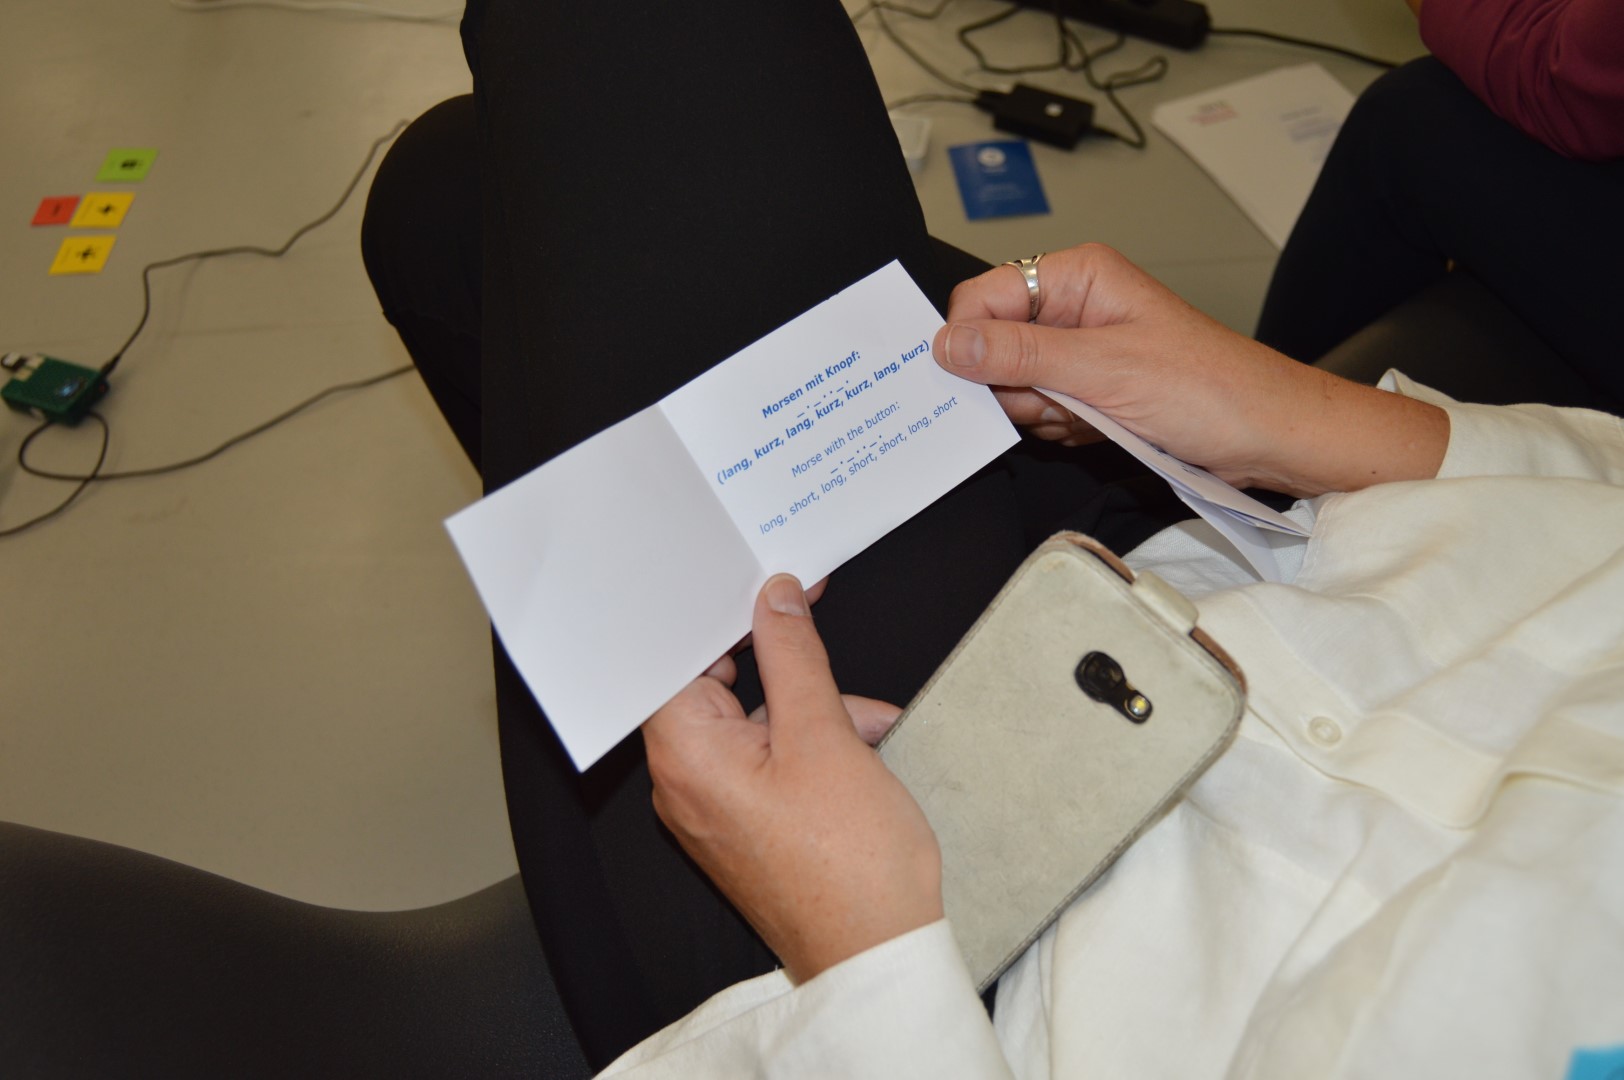 Morsen mit Knopf:
_ . _ . . _ .
(lang, kurz, lang, kurz, kurz, lang, kurz)
Morse with the button:
_ . _ . . _ .
long, short, long, short, short, long, short